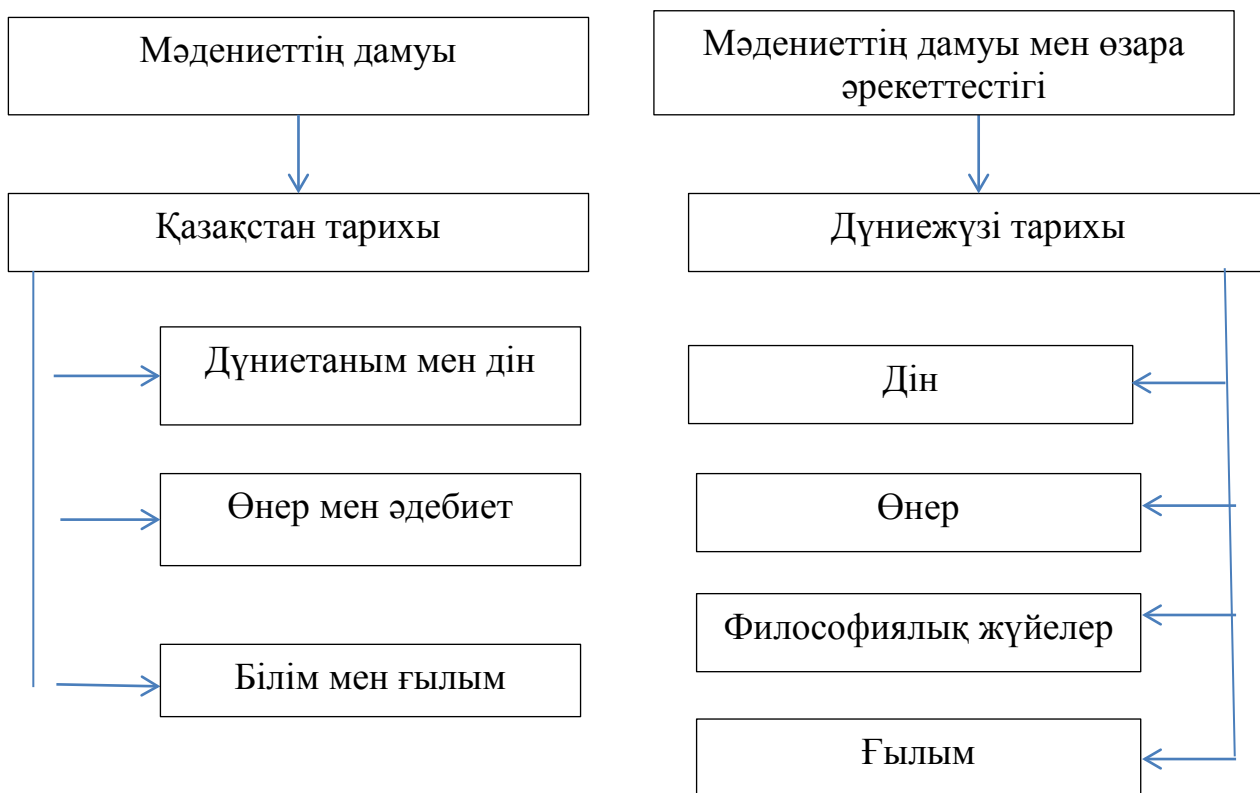 Мәдениеттің дамуы
Мәдениеттің дамуы мен өзара
әрекеттестігі
Қазақстан тарихы
Дүниежүзі тарихы
Дүниетаным мен дін
Дін
Өнер мен әдебиет
Өнер
Философиялық жүйелер
Білім мен ғылым
Ғылым